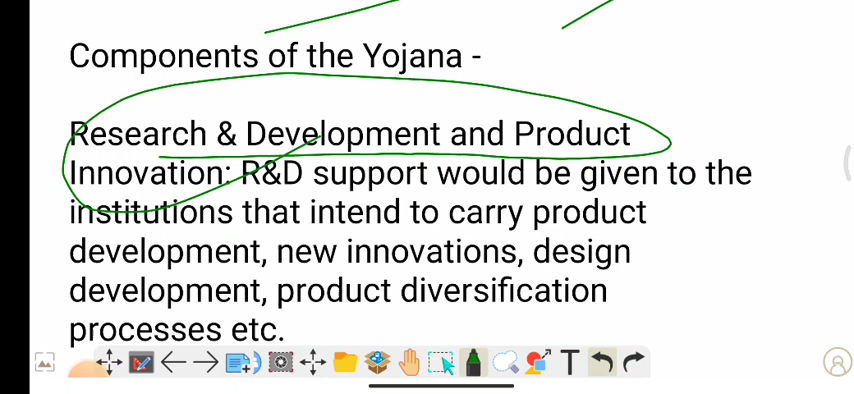 Components of the Yojana -
Research & Development and Product
Innovation: R&D support would be given to the
institutions that intend to carry product
development, new innovations, design
development, product diversification
processes etc.
T